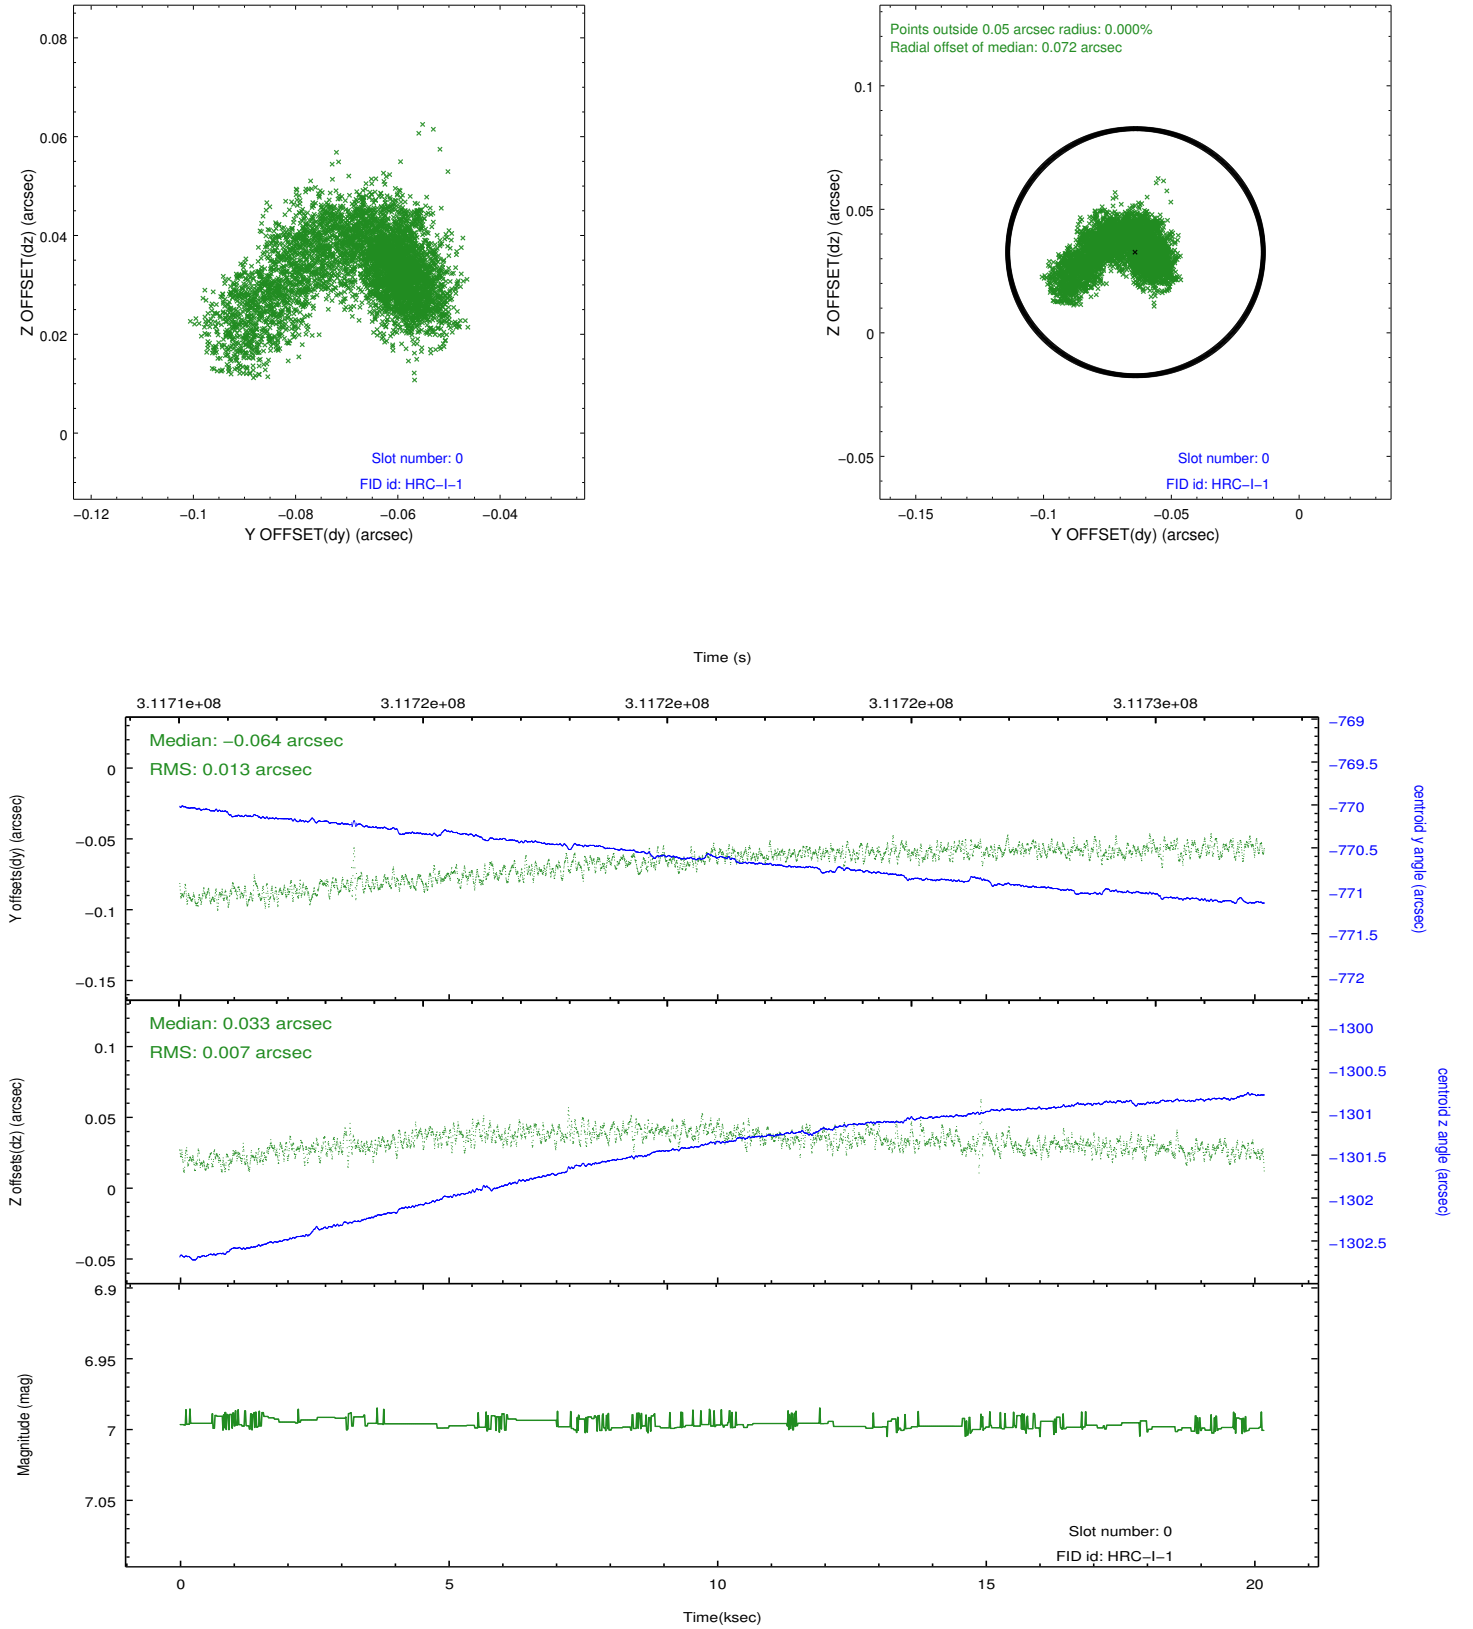 0.08
0.06
0.04
0.02
0
Z OFFSET(dz) (arcsec)
Slot number: 0
FID id: HRC−I−1
−0.12 −0.1 −0.08 −0.06 −0.04
Y OFFSET(dy) (arcsec)
Points outside 0.05 arcsec radius: 0.000%
Radial offset of median: 0.072 arcsec
0.1
0.05
0
−0.05
Z OFFSET(dz) (arcsec)
Slot number: 0
FID id: HRC−I−1
−0.15 −0.1 −0.05 0
Y OFFSET(dy) (arcsec)
Time (s)
3.1171e+08 3.1172e+08 3.1172e+08 3.1172e+08 3.1173e+08
Median: −0.064 arcsec
RMS: 0.013 arcsec
0
−0.05
−0.1
−0.15
Y offsets(dy) (arcsec)
−769
−769.5
−770
−770.5
−771
−771.5
−772
centroid y angle (arcsec)
Median: 0.033 arcsec
RMS: 0.007 arcsec
0.1
0.05
0
−0.05
Z offsets(dz) (arcsec)
−1300
−1300.5
−1301
−1301.5
−1302
−1302.5
centroid z angle (arcsec)
6.9
6.95
7
7.05
Magnitude (mag)
Slot number: 0
FID id: HRC−I−1
0 5 10 15 20
Time(ksec)